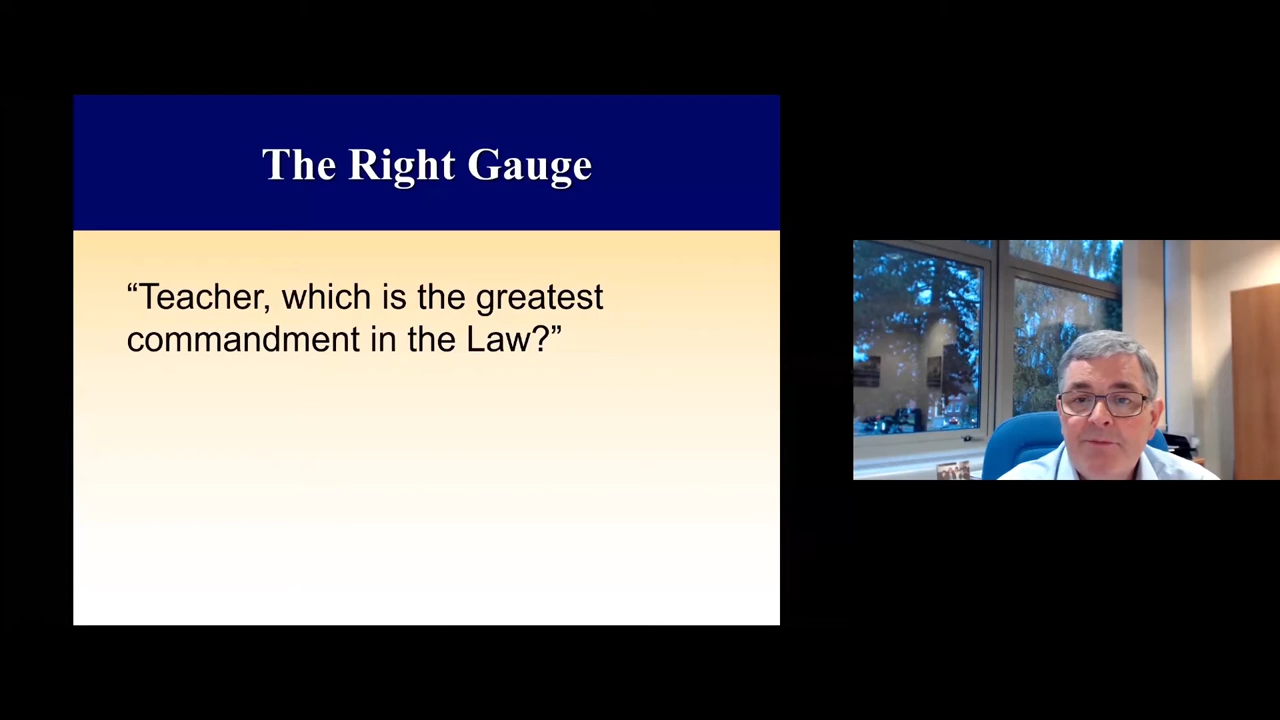 The Right Gauge
“Teacher, which is the greatest
commandment in the Law?”